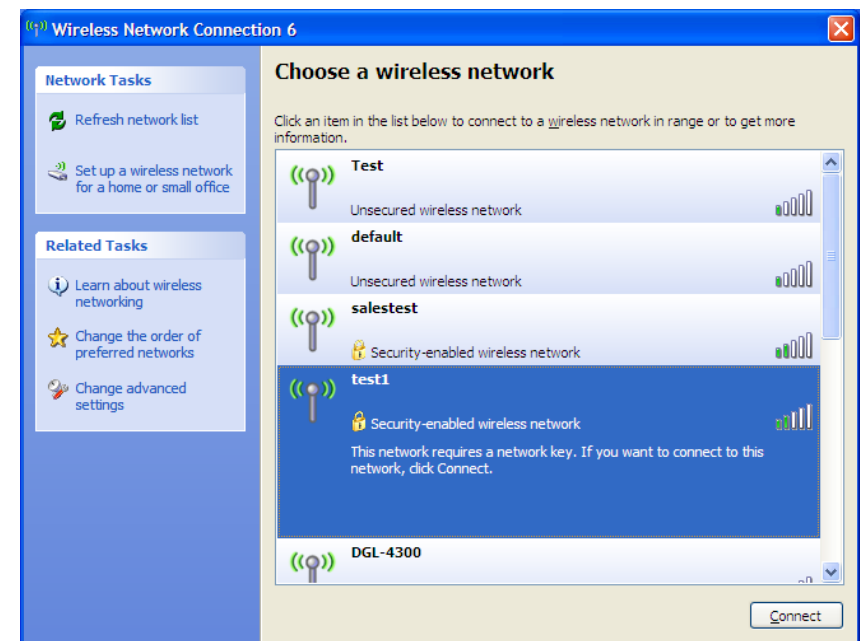 Wireless Network Connection 6
Network Tasks
Refresh network list
Set up a wireless network
for a home or small office
Related Tasks
Learn about wireless
networking
Change the order of
preferred networks
Change advanced
settings
Choose a wireless network
Click an item in the list below to connect to a wireless network in range or to get more
information.
Test
Unsecured wireless network
default
Unsecured wireless network
salestest
Security-enabled wireless network
test1
Security-enabled wireless network
This network requires a network key. If you want to connect to this
network, click Connect.
DGL-4300
Connect